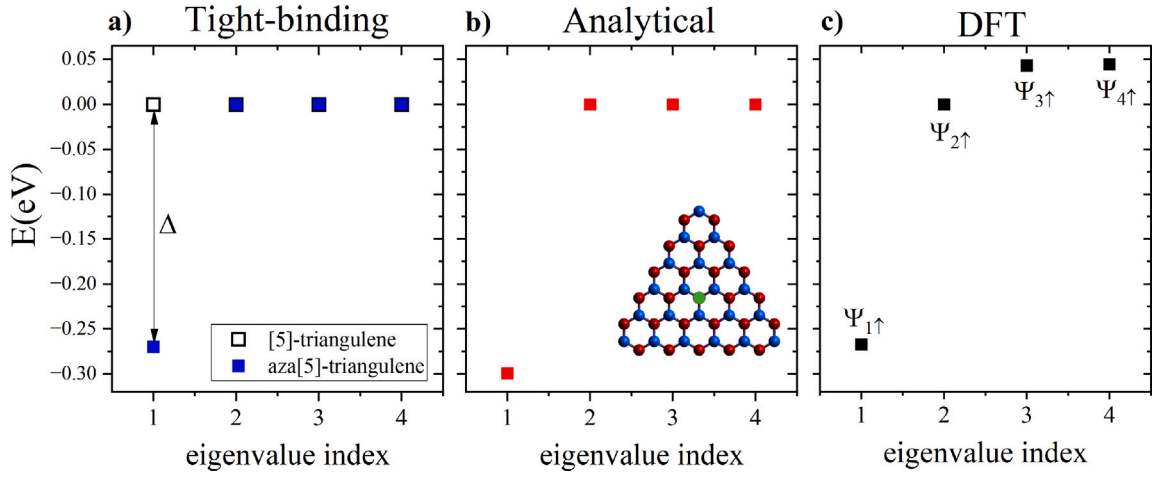 a) Tight-binding
b) Analytical
c) DFT
E(eV)
0.05
0.00
−0.05
−0.10
−0.15
−0.20
−0.25
−0.30
Δ
[5]-triangulene
aza[5]-triangulene
1 2 3 4
eigenvalue index
1 2 3 4
eigenvalue index
Ψ1↑
Ψ2↑
Ψ3↑
Ψ4↑
1 2 3 4
eigenvalue index